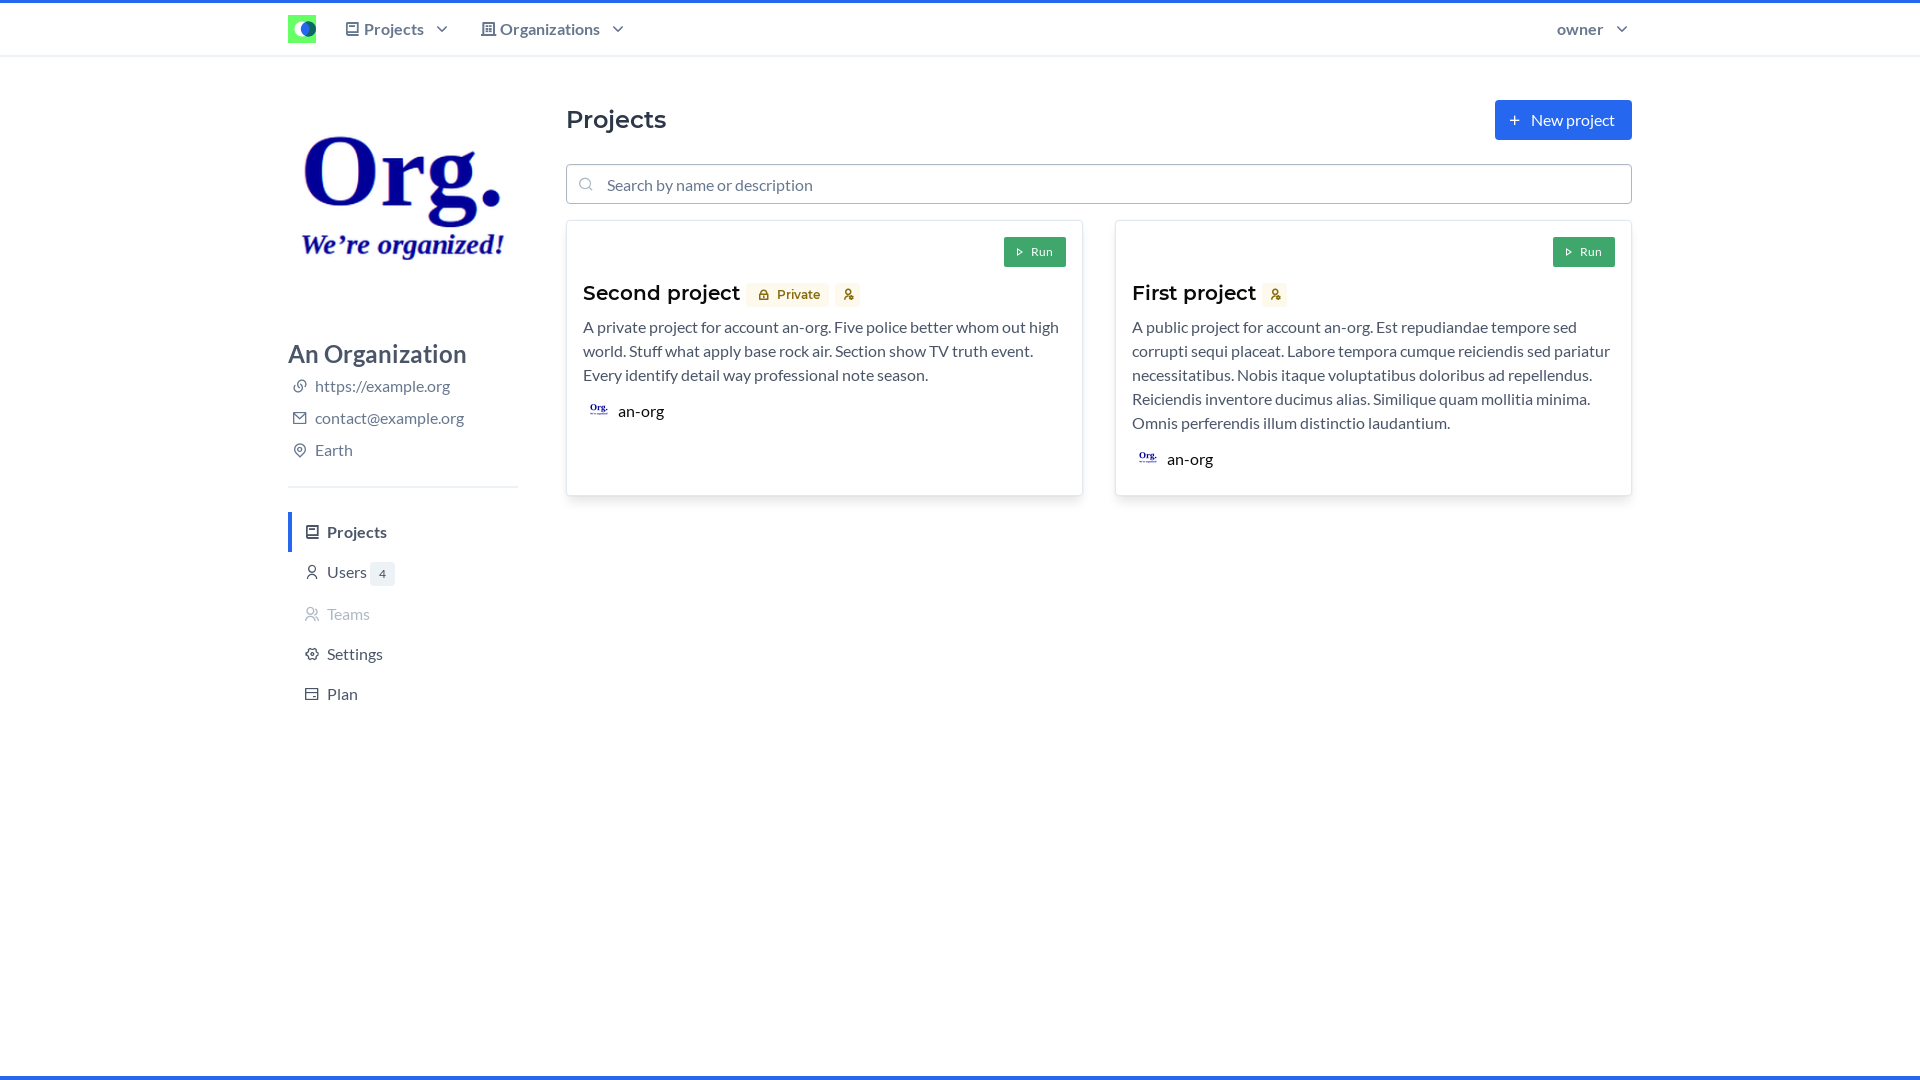 Projects
Organizations
owner
Org.
We're organized!
An Organization
https://example.org
contact@example.org
Earth
Projects
Users 4
Teams
Settings
Plan
Projects
New project
Search by name or description
Run
Second project Private
A private project for account an-org. Five police better whom out high
world. Stuff what apply base rock air. Section show TV truth event.
Every identify detail way professional note season.
Org. an-org
Run
First project
A public project for account an-org. Est repudiandae tempore sed
corrupti sequi placeat. Labore tempora cumque reiciendis sed pariatur
necessitatibus. Nobis itaque voluptatibus doloribus ad repellendus.
Reiciendis inventore ducimus alias. Similique quam mollitia minima.
Omnis perferendis illum distinctio laudantium.
Org. an-org